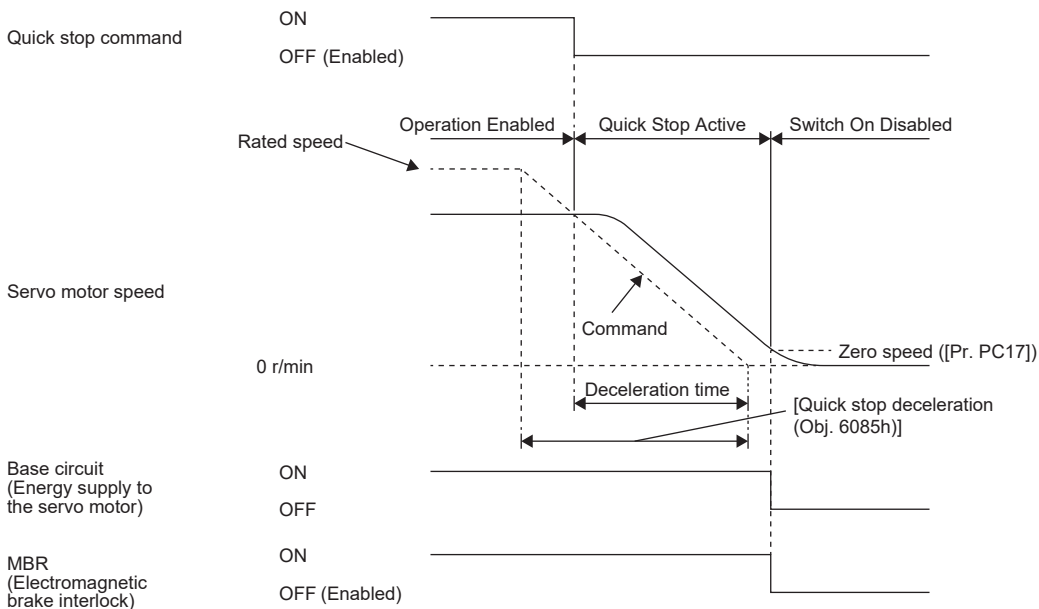 ON
Quick stop command
OFF (Enabled)
Operation Enabled
Quick Stop Active
Switch On Disabled
Rated speed
Servo motor speed
Command
Zero speed ([Pr. PC17])
0 r/min
Deceleration time
[Quick stop deceleration
(Obj. 6085h)]
Base circuit
(Energy supply to
the servo motor)
ON
OFF
MBR
(Electromagnetic
brake interlock)
ON
OFF (Enabled)